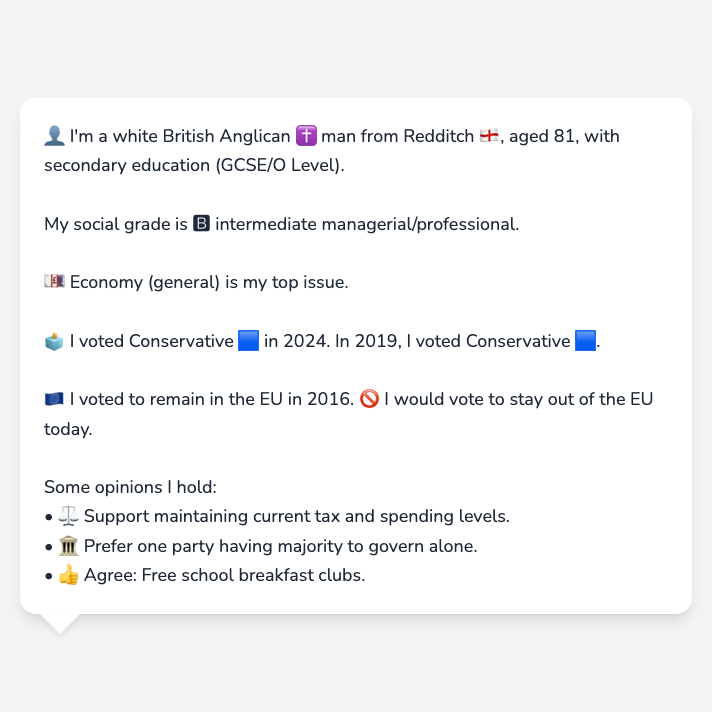 👤 I'm a white British Anglican ✝️ man from Redditch 🏴󠁧󠁢󠁥󠁮󠁧󠁿, aged 81, with
secondary education (GCSE/O Level).
My social grade is 🅱 intermediate managerial/professional.
💷 Economy (general) is my top issue.
🗳️ I voted Conservative 🟦 in 2024. In 2019, I voted Conservative 🟦.
🇪🇺 I voted to remain in the EU in 2016. 🚫 I would vote to stay out of the EU
today.
Some opinions I hold:
• ⚖️ Support maintaining current tax and spending levels.
• 🏛️ Prefer one party having majority to govern alone.
• 👍 Agree: Free school breakfast clubs.